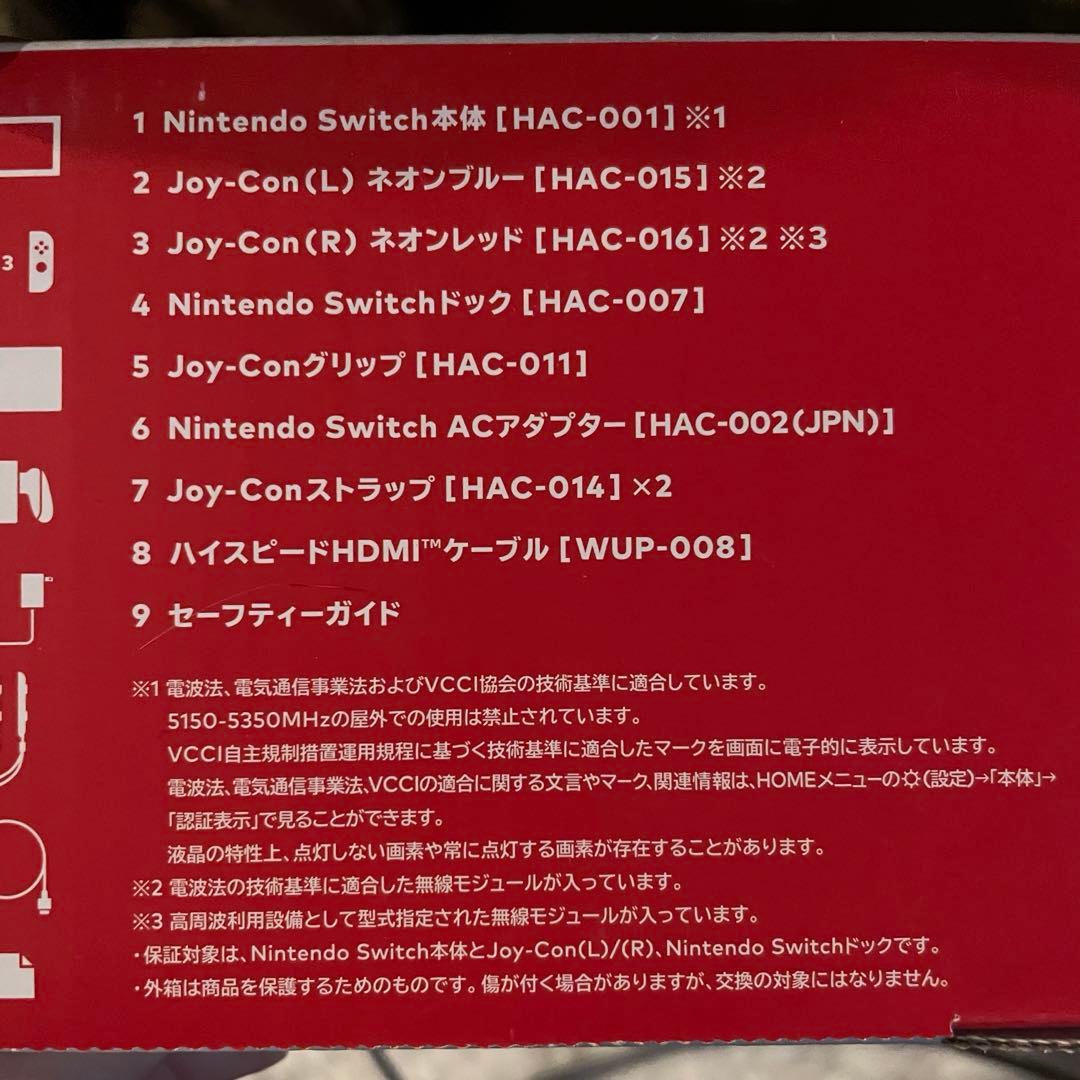 1 Nintendo Switch本体 [HAC-001] ※1
2 Joy-Con(L) ネオンブルー [HAC-015] ※2
3 Joy-Con(R) ネオンレッド [HAC-016] ※2 ※3
3
4 Nintendo Switchドック [HAC-007]
5 Joy-Conグリップ [HAC-011]
6 Nintendo Switch ACアダプター [HAC-002(JPN)]
7 Joy-Conストラップ [HAC-014] ×2
8 ハイスピードHDMI™ケーブル [WUP-008]
9 セーフティーガイド
※1 電波法、電気通信事業法およびVCCI協会の技術基準に適合しています。
5150-5350MHzの屋外での使用は禁止されています。
VCCI自主規制措置運用規程に基づく技術基準に適合したマークを画面に電子的に表示しています。
電波法、電気通信事業法、VCCIの適合に関する文言やマーク、関連情報は、HOMEメニューの☼(設定)→「本体」→
「認証表示」で見ることができます。
液晶の特性上、点灯しない画素や常に点灯する画素が存在することがあります。
※2 電波法の技術基準に適合した無線モジュールが入っています。
※3 高周波利用設備として型式指定された無線モジュールが入っています。
・保証対象は、Nintendo Switch本体とJoy-Con(L)/(R)、Nintendo Switchドックです。
・外箱は商品を保護するためのものです。傷が付く場合がありますが、交換の対象にはなりません。